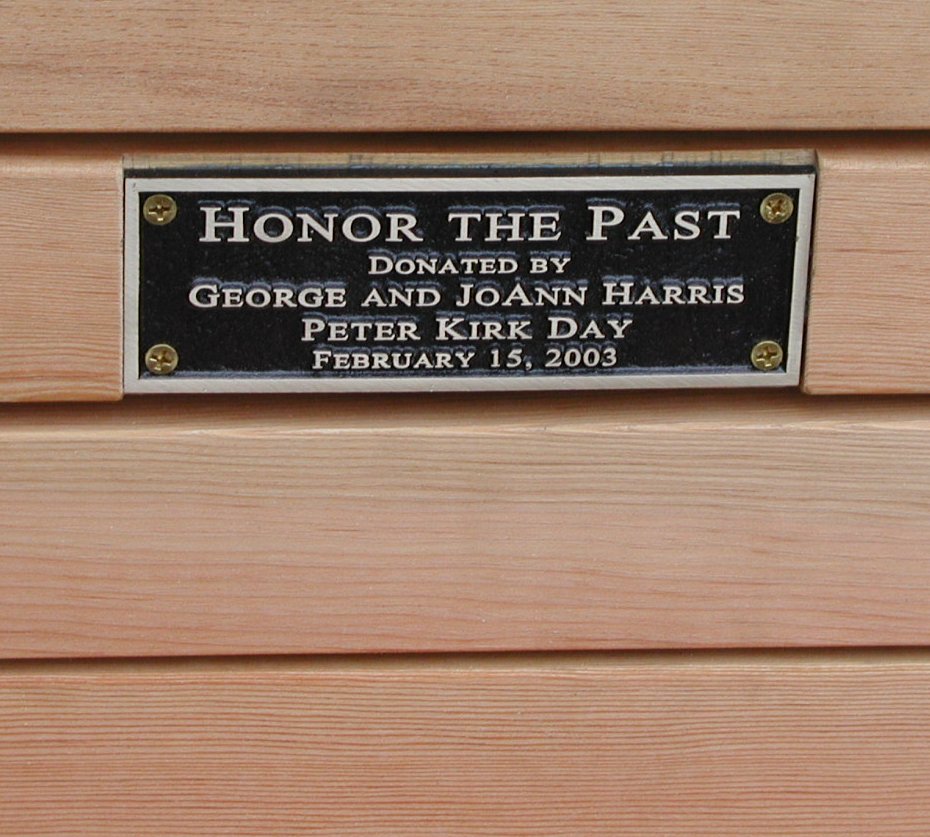 HONOR THE PAST
DONATED BY
GEORGE AND JOANN HARRIS
PETER KIRK DAY
FEBRUARY 15, 2003